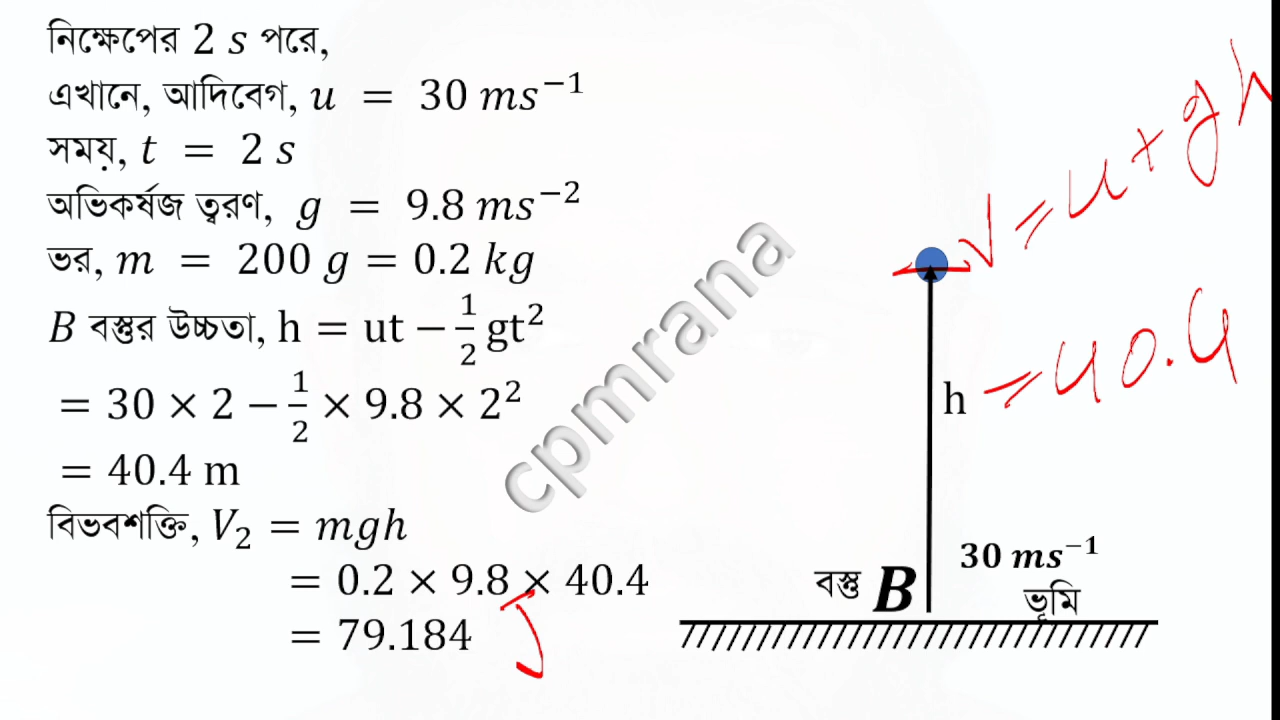 নিক্ষেপের 2 s পরে,
এখানে, আদিবেগ, u = 30 ms⁻¹
সময়, t = 2 s
অভিকর্ষজ ত্বরণ, g = 9.8 ms⁻²
ভর, m = 200 g = 0.2 kg
B বস্তুর উচ্চতা, h = ut − ½ gt²
= 30 × 2 − ½ × 9.8 × 2²
= 40.4 m
বিভবশক্তি, V₂ = mgh
= 0.2 × 9.8 × 40.4
= 79.184 J
cpmrana
V = u + gh
h = 40.4
30 ms⁻¹
বস্তু B ভূমি